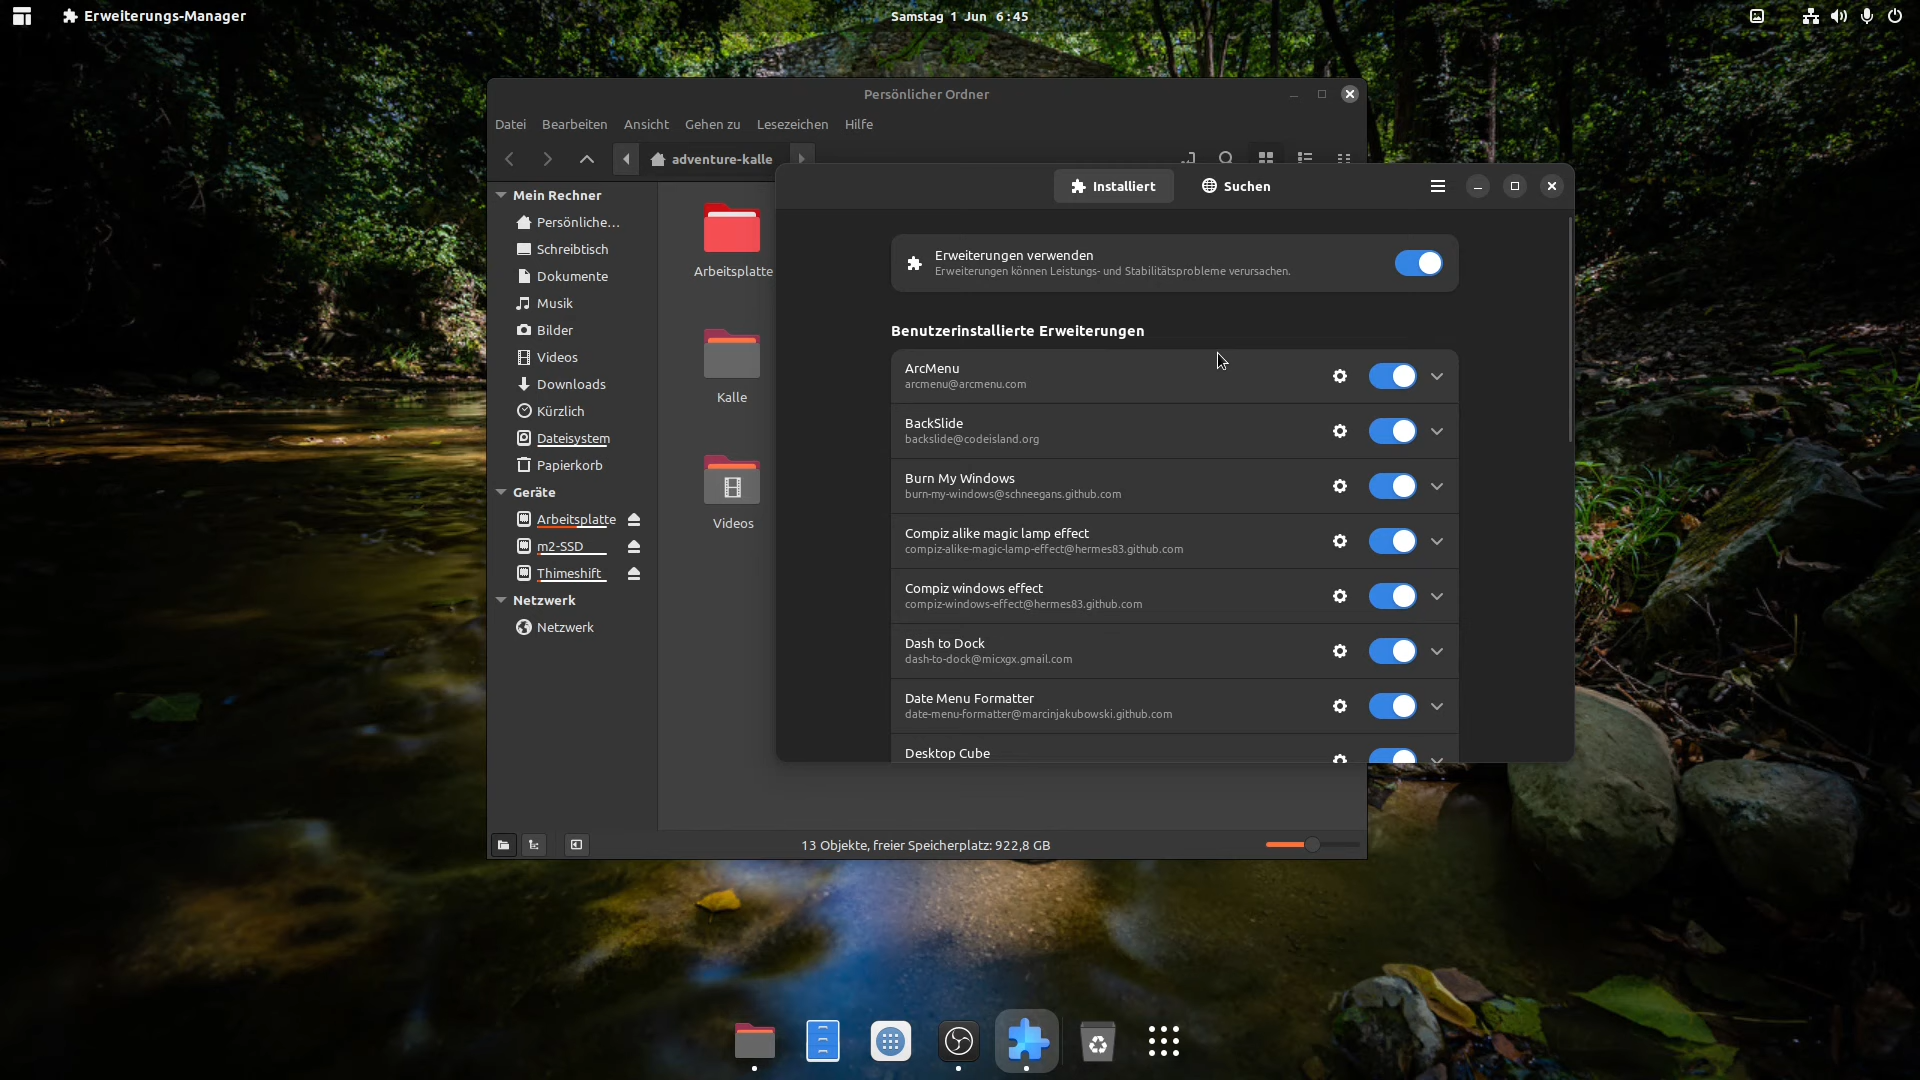 Erweiterungs-Manager
Samstag 1 Jun 6:45
Persönlicher Ordner
Datei Bearbeiten Ansicht Gehen zu Lesezeichen Hilfe
adventure-kalle
Mein Rechner
Persönliche...
Schreibtisch
Dokumente
Musik
Bilder
Videos
Downloads
Kürzlich
Dateisystem
Papierkorb
Geräte
Arbeitsplatte
m2-SSD
Thimeshift
Netzwerk
Netzwerk
Arbeitsplatte
Kalle
Videos
13 Objekte, freier Speicherplatz: 922,8 GB
Installiert Suchen
Erweiterungen verwenden
Erweiterungen können Leistungs- und Stabilitätsprobleme verursachen.
Benutzerinstallierte Erweiterungen
ArcMenu
arcmenu@arcmenu.com
BackSlide
backslide@codeisland.org
Burn My Windows
burn-my-windows@schneegans.github.com
Compiz alike magic lamp effect
compiz-alike-magic-lamp-effect@hermes83.github.com
Compiz windows effect
compiz-windows-effect@hermes83.github.com
Dash to Dock
dash-to-dock@micxgx.gmail.com
Date Menu Formatter
date-menu-formatter@marcinjakubowski.github.com
Desktop Cube